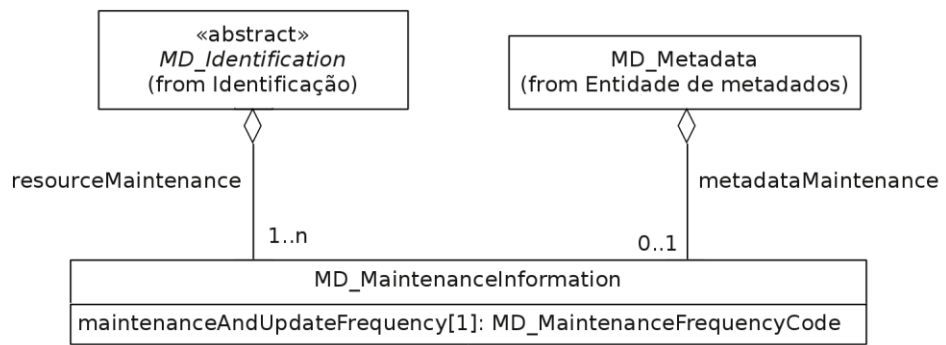 «abstract»
MD_Identification
(from Identificação)
MD_Metadata
(from Entidade de metadados)
resourceMaintenance
metadataMaintenance
1..n
0..1
MD_MaintenanceInformation
maintenanceAndUpdateFrequency[1]: MD_MaintenanceFrequencyCode